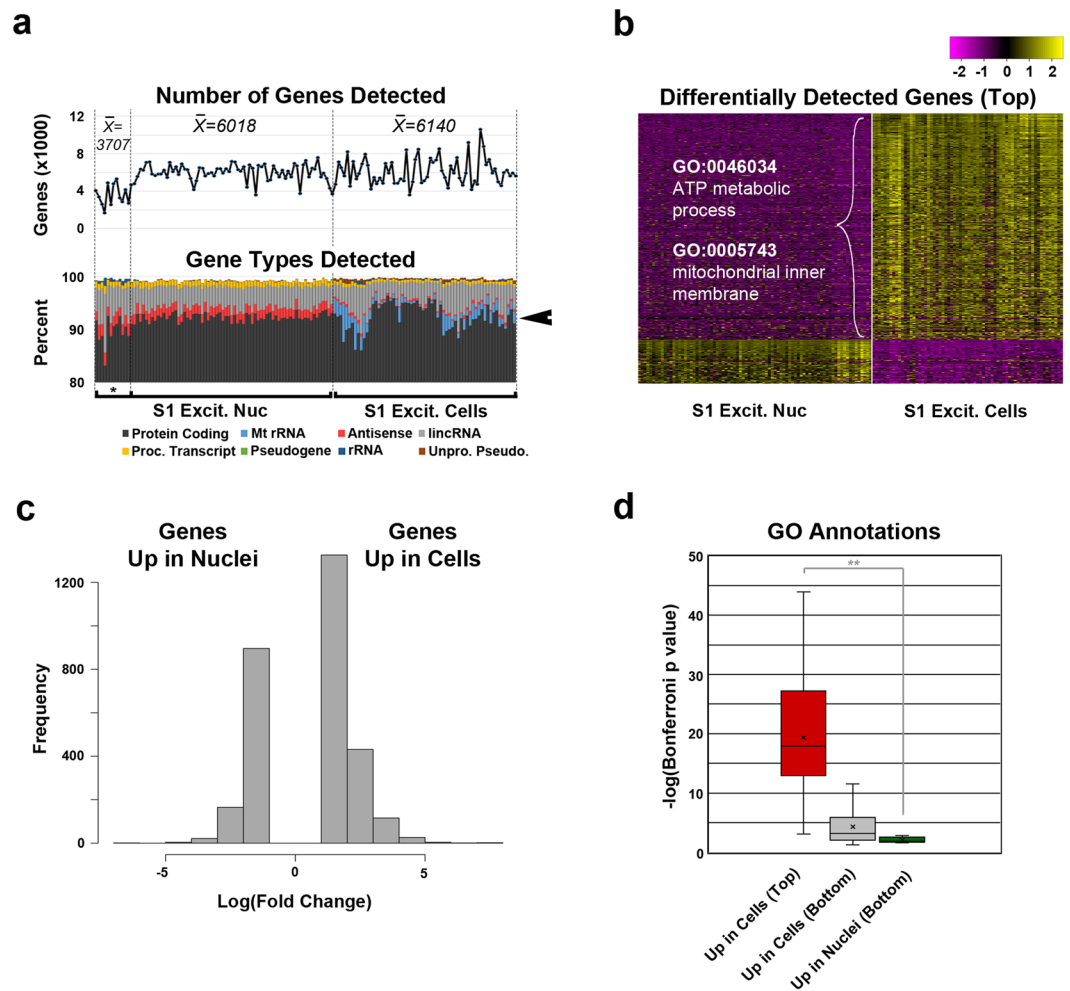 a
Number of Genes Detected
Genes (x1000)
12
8
4
0
X̅=
3707
X̅=6018
X̅=6140
Gene Types Detected
Percent
100
90
80
*
S1 Excit. Nuc
S1 Excit. Cells
Protein Coding
Mt rRNA
Antisense
lincRNA
Proc. Transcript
Pseudogene
rRNA
Unpro. Pseudo.
b
-2 -1 0 1 2
Differentially Detected Genes (Top)
GO:0046034
ATP metabolic
process
GO:0005743
mitochondrial inner
membrane
S1 Excit. Nuc
S1 Excit. Cells
c
Genes
Up in Nuclei
Genes
Up in Cells
Frequency
1200
800
400
0
-5 0 5
Log(Fold Change)
d
GO Annotations
-log(Bonferroni p value)
50
40
30
20
10
0
**
Up in Cells (Top)
Up in Cells (Bottom)
Up in Nuclei (Bottom)